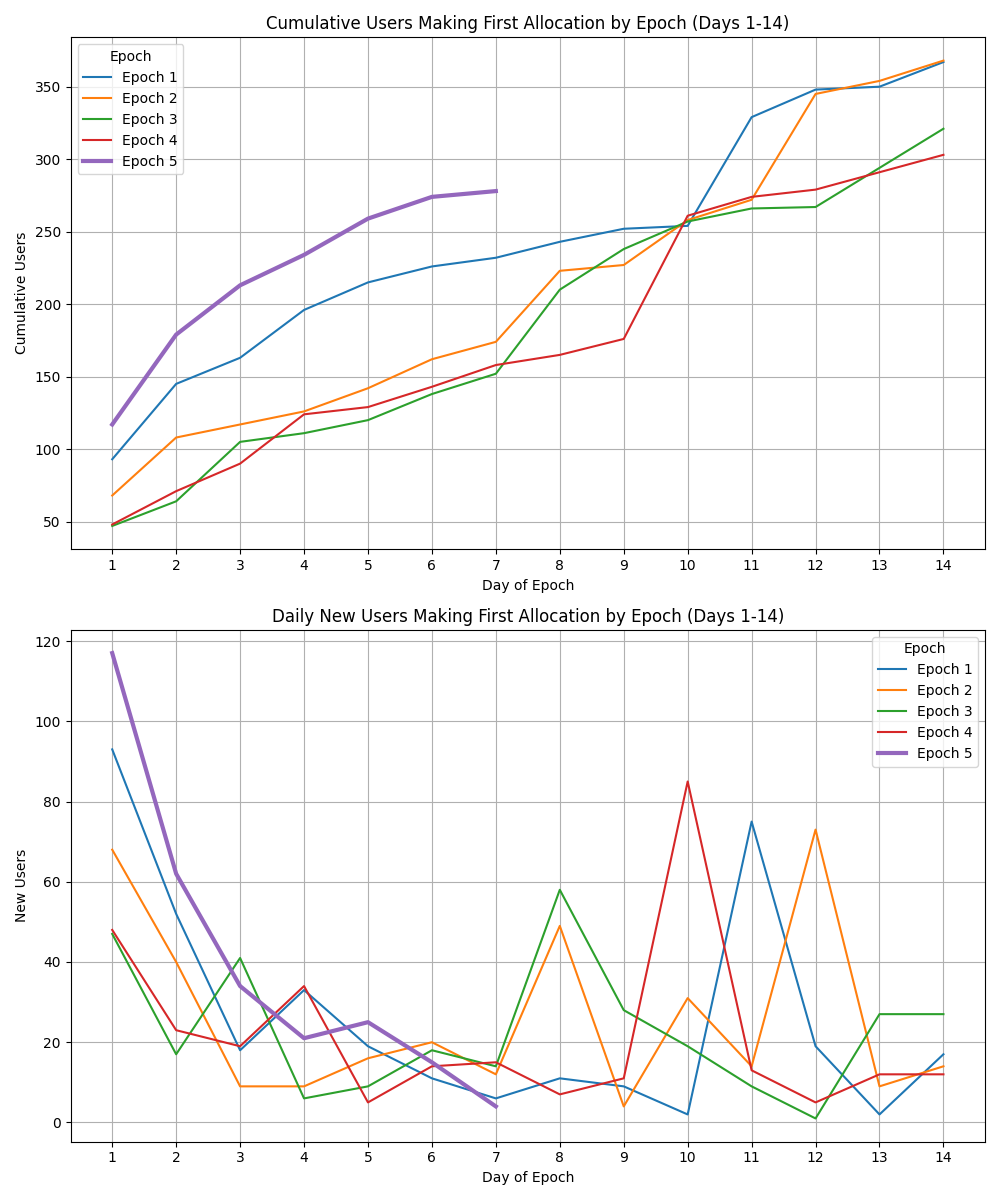 Cumulative Users Making First Allocation by Epoch (Days 1-14)
Epoch
Epoch 1
Epoch 2
Epoch 3
Epoch 4
Epoch 5
350
300
250
200
150
100
50
Cumulative Users
1 2 3 4 5 6 7 8 9 10 11 12 13 14
Day of Epoch
Daily New Users Making First Allocation by Epoch (Days 1-14)
Epoch
Epoch 1
Epoch 2
Epoch 3
Epoch 4
Epoch 5
120
100
80
60
40
20
0
New Users
1 2 3 4 5 6 7 8 9 10 11 12 13 14
Day of Epoch